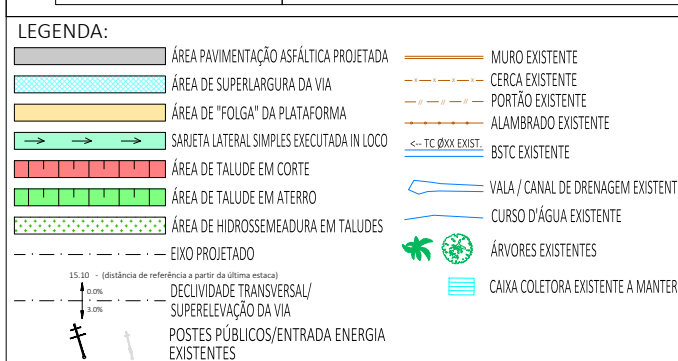 LEGENDA:
ÁREA PAVIMENTAÇÃO ASFÁLTICA PROJETADA
ÁREA DE SUPERLARGURA DA VIA
ÁREA DE "FOLGA" DA PLATAFORMA
SARJETA LATERAL SIMPLES EXECUTADA IN LOCO
ÁREA DE TALUDE EM CORTE
ÁREA DE TALUDE EM ATERRO
ÁREA DE HIDROSSEMEADURA EM TALUDES
EIXO PROJETADO
15.10 - (distância de referência a partir da última estaca)
0.0%
3.0%
DECLIVIDADE TRANSVERSAL/
SUPERELEVAÇÃO DA VIA
POSTES PÚBLICOS/ENTRADA ENERGIA
EXISTENTES
MURO EXISTENTE
CERCA EXISTENTE
PORTÃO EXISTENTE
ALAMBRADO EXISTENTE
<-- TC ØXX EXIST.
BSTC EXISTENTE
VALA / CANAL DE DRENAGEM EXISTENT
CURSO D'ÁGUA EXISTENTE
ÁRVORES EXISTENTES
CAIXA COLETORA EXISTENTE A MANTER